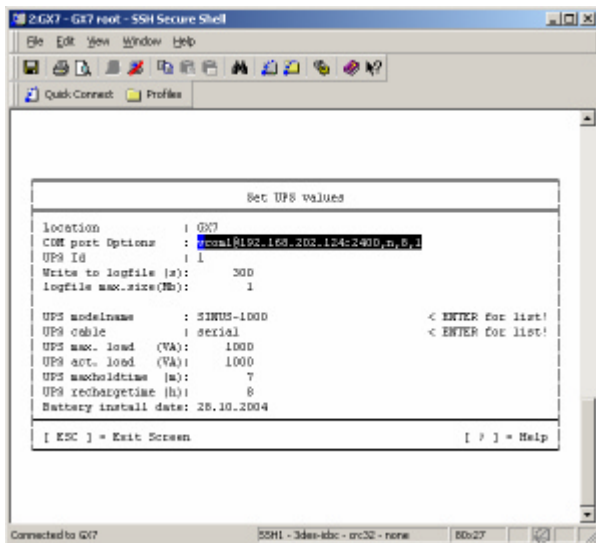 2:GX7 - GX7 root - SSH Secure Shell
File Edit View Window Help
Quick Connect Profiles
Set UPS values
Location : GX7
COM port Options : vcom1@192.168.202.124:2400,n,8,1
UPS Id : 1
Write to logfile (s): 300
logfile max.size(Mb): 1
UPS modelname : SINUS-1000 < ENTER for list!
UPS cable : serial < ENTER for list!
UPS max. load (VA): 1000
UPS act. load (VA): 1000
UPS maxholdtime (m): 7
UPS rechargetime (h): 8
Battery install date: 28.10.2004
[ ESC ] = Exit Screen [ ? ] = Help
Connected to GX7 SSH1 - 3des-cbc - crc32 - none 80x27